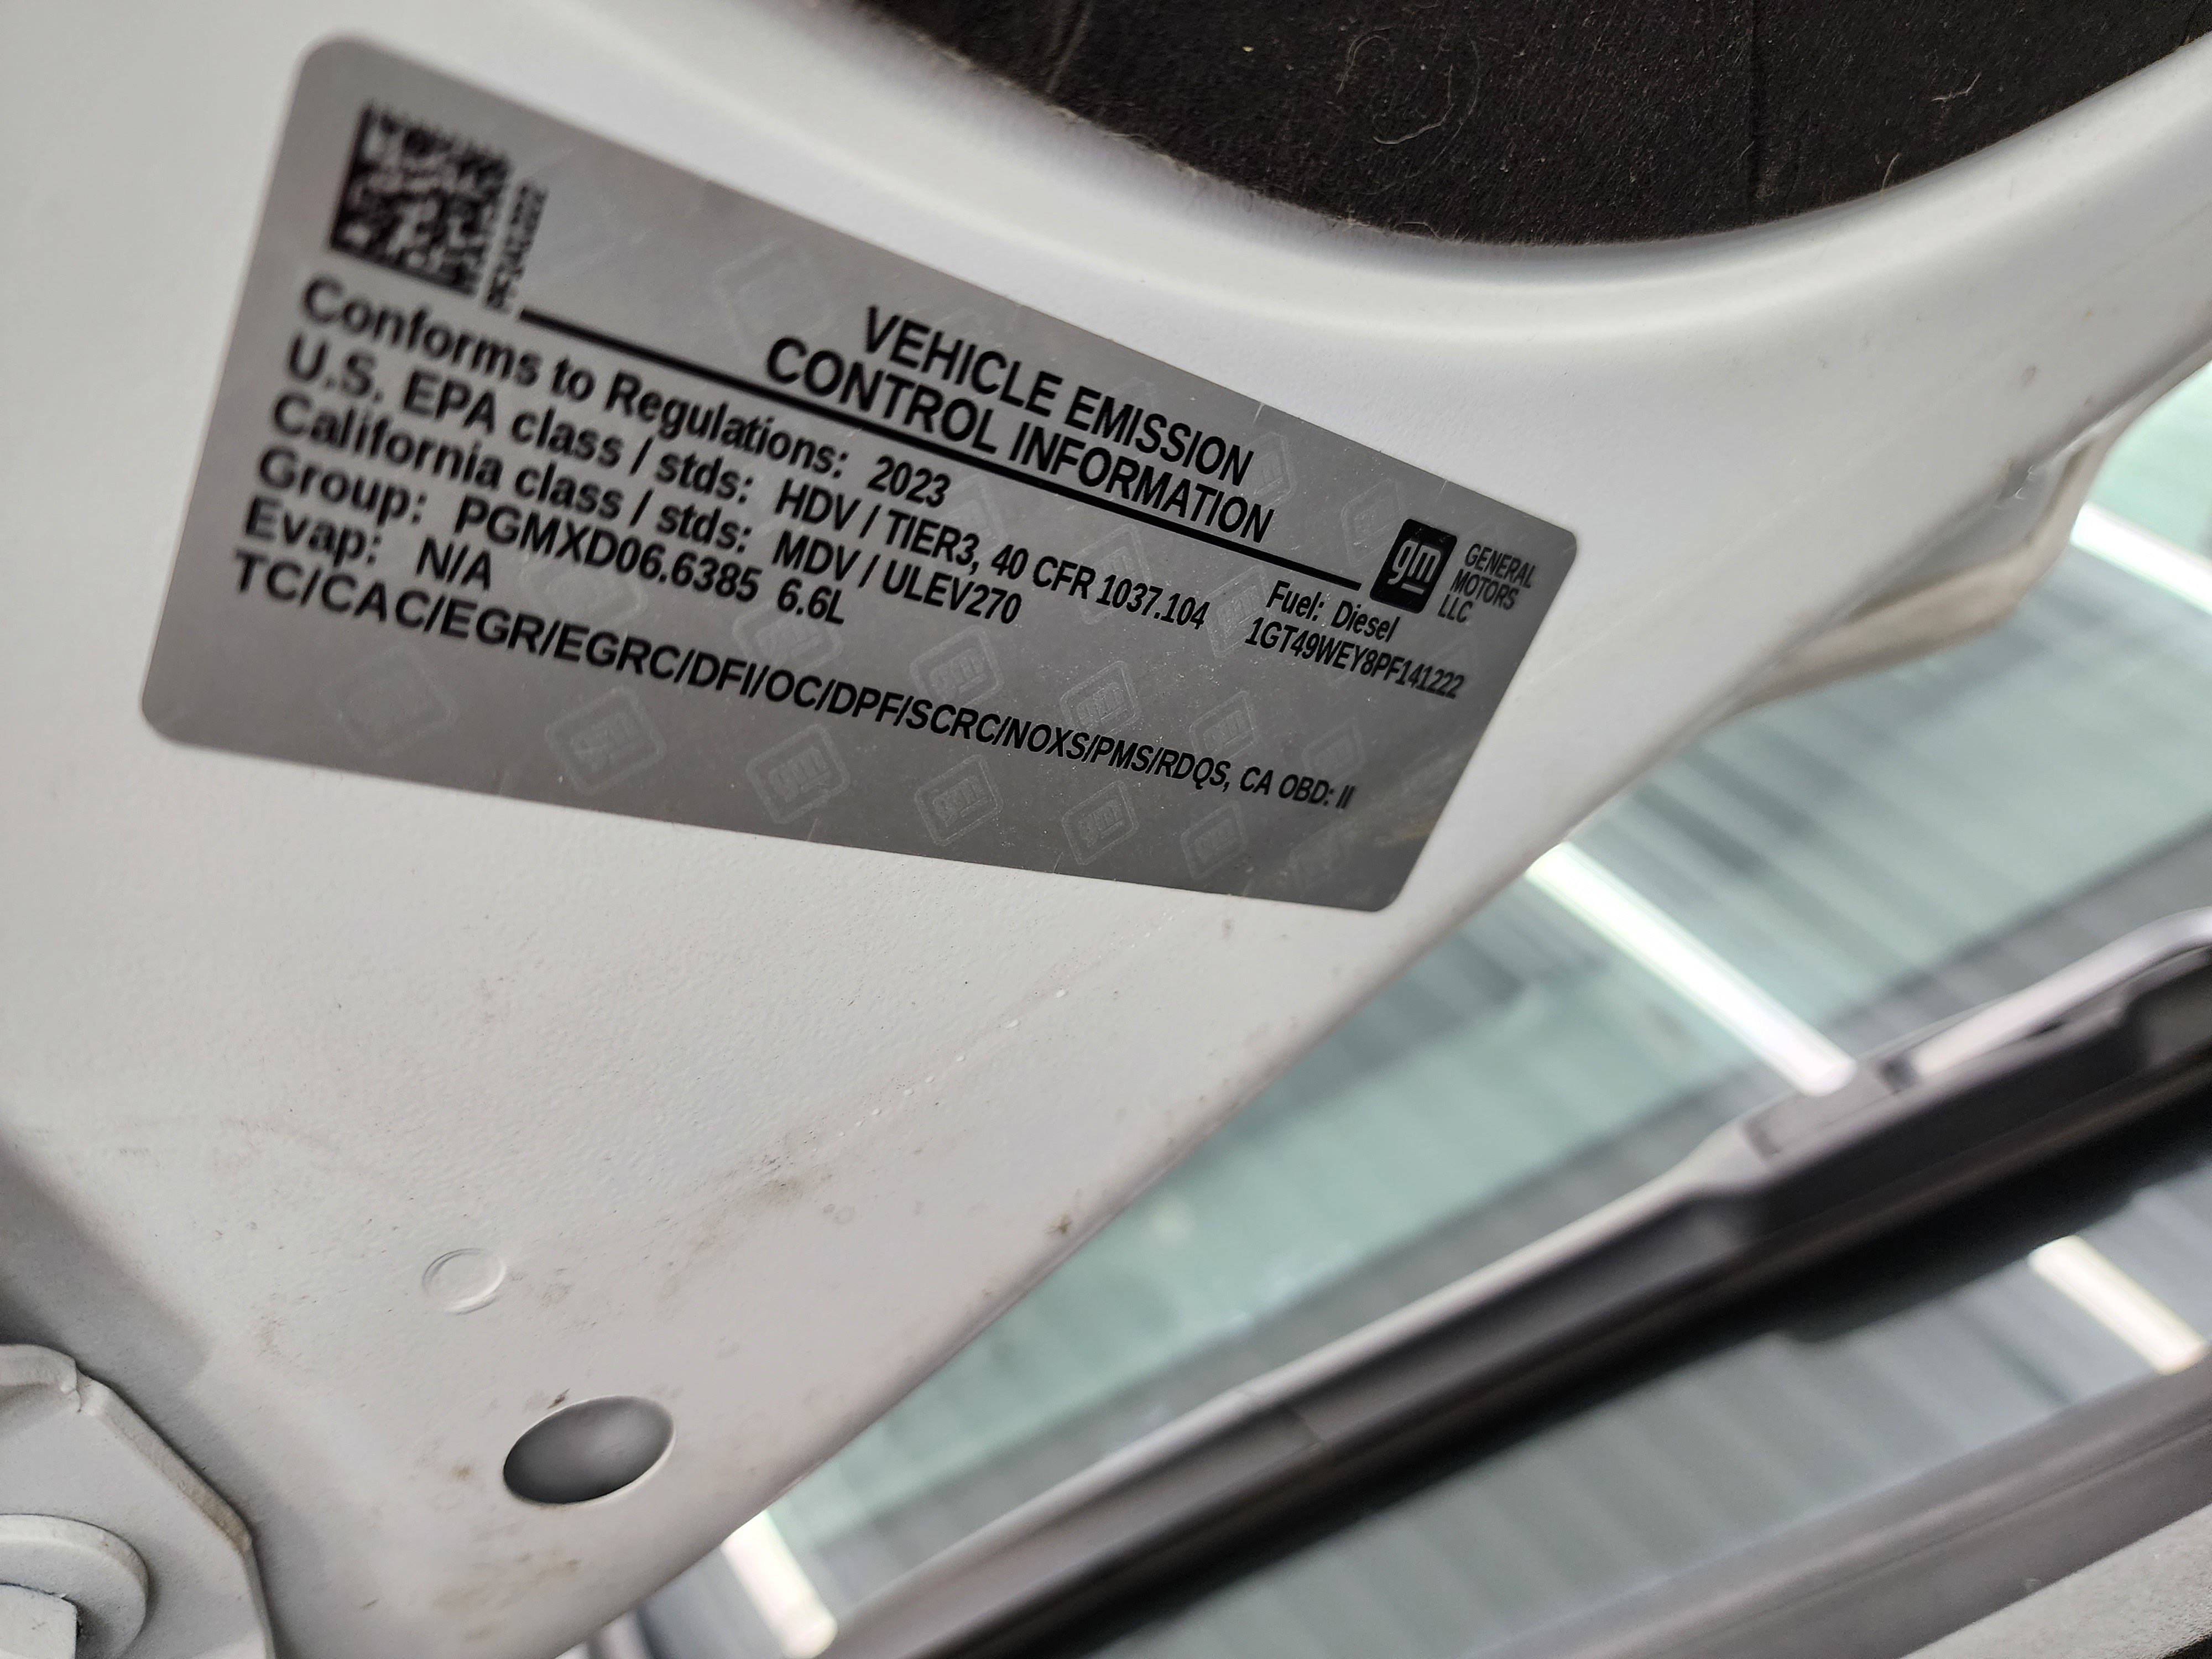 PF141222
VEHICLE EMISSION
CONTROL INFORMATION
gm
GENERAL
MOTORS
LLC
Conforms to Regulations: 2023
Fuel: Diesel
U.S. EPA class / stds: HDV / TIER3, 40 CFR 1037.104
1GT49WEY8PF141222
California class / stds: MDV / ULEV270
Group: PGMXD06.6385 6.6L
Evap: N/A
TC/CAC/EGR/EGRC/DFI/OC/DPF/SCRC/NOXS/PMS/RDQS, CA OBD: II